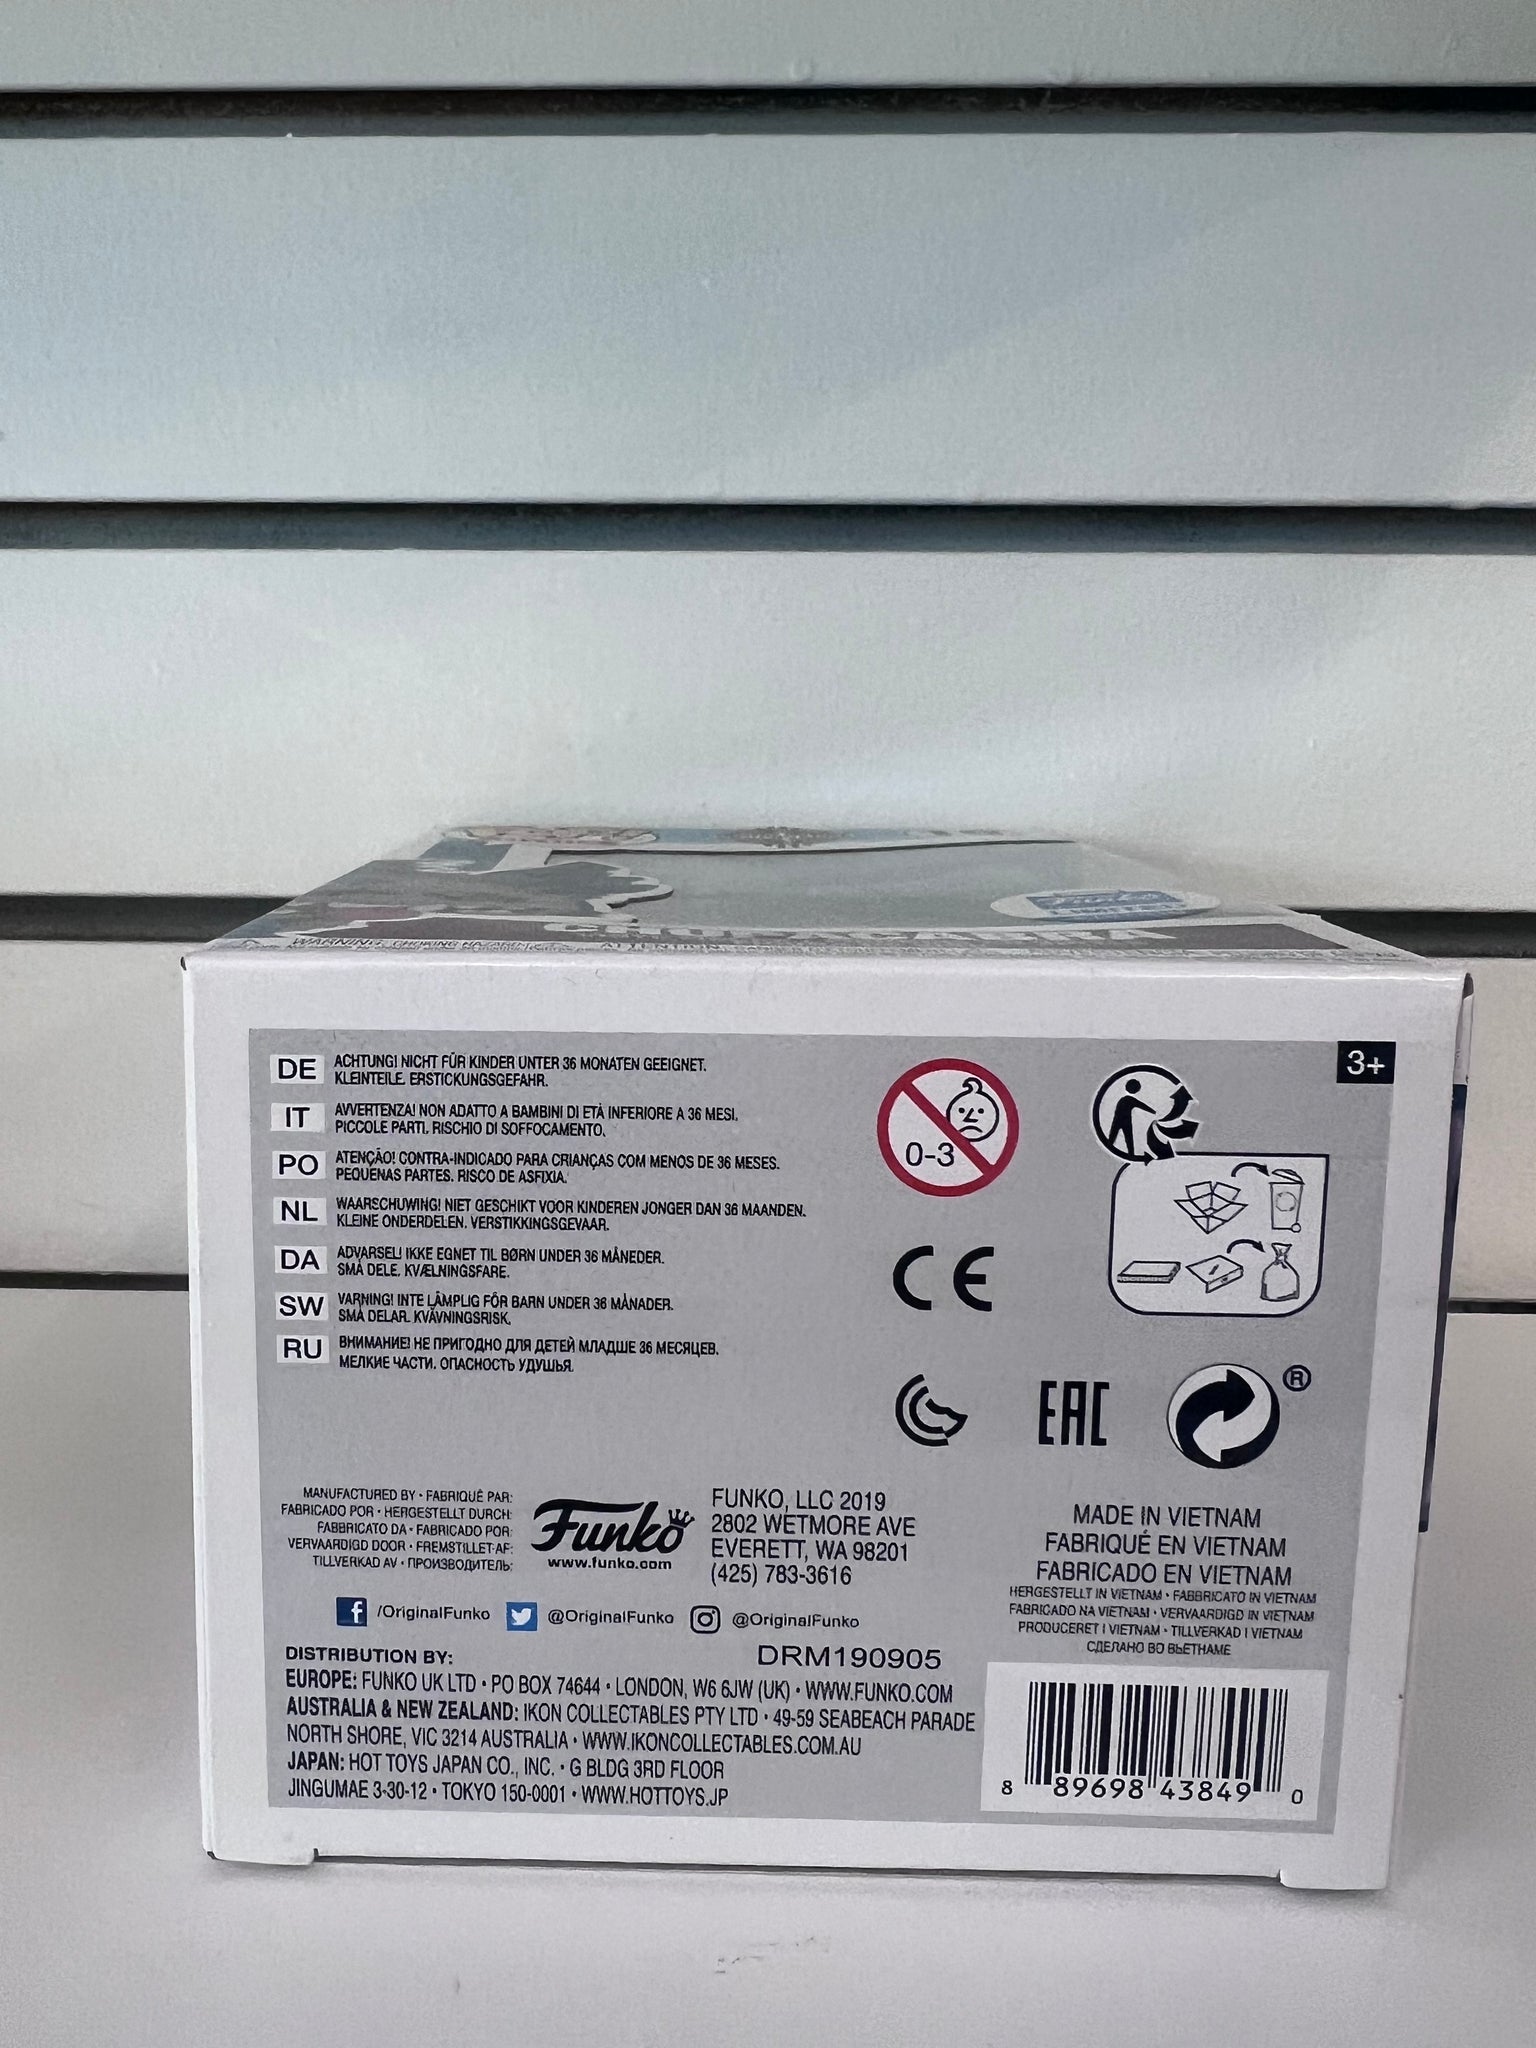 3+
DE ACHTUNG! NICHT FÜR KINDER UNTER 36 MONATEN GEEIGNET.
KLEINTEILE. ERSTICKUNGSGEFAHR.
IT AVVERTENZA! NON ADATTO A BAMBINI DI ETÀ INFERIORE A 36 MESI.
PICCOLE PARTI. RISCHIO DI SOFFOCAMENTO.
PO ATENÇÃO! CONTRA-INDICADO PARA CRIANÇAS COM MENOS DE 36 MESES.
PEQUENAS PARTES. RISCO DE ASFIXIA.
NL WAARSCHUWING! NIET GESCHIKT VOOR KINDEREN JONGER DAN 36 MAANDEN.
KLEINE ONDERDELEN. VERSTIKKINGSGEVAAR.
DA ADVARSEL! IKKE EGNET TIL BØRN UNDER 36 MÅNEDER.
SMÅ DELE. KVÆLNINGSFARE.
SW VARNING! INTE LÄMPLIG FÖR BARN UNDER 36 MÅNADER.
SMÅ DELAR. KVÄVNINGSRISK.
RU ВНИМАНИЕ! НЕ ПРИГОДНО ДЛЯ ДЕТЕЙ МЛАДШЕ 36 МЕСЯЦЕВ.
МЕЛКИЕ ЧАСТИ. ОПАСНОСТЬ УДУШЬЯ.
0-3
CE
EAC
®
MANUFACTURED BY • FABRIQUÉ PAR:
FABRICADO POR • HERGESTELLT DURCH:
FABBRICATO DA • FABRICADO POR:
VERVAARDIGD DOOR • FREMSTILLET AF:
TILLVERKAD AV • ПРОИЗВОДИТЕЛЬ:
Funko
www.funko.com
FUNKO, LLC 2019
2802 WETMORE AVE
EVERETT, WA 98201
(425) 783-3616
MADE IN VIETNAM
FABRIQUÉ EN VIETNAM
FABRICADO EN VIETNAM
HERGESTELLT IN VIETNAM • FABBRICATO IN VIETNAM
FABRICADO NA VIETNAM • VERVAARDIGD IN VIETNAM
PRODUCERET I VIETNAM • TILLVERKAD I VIETNAM
СДЕЛАНО ВО ВЬЕТНАМЕ
/OriginalFunko @OriginalFunko @OriginalFunko
DISTRIBUTION BY: DRM190905
EUROPE: FUNKO UK LTD • PO BOX 74644 • LONDON, W6 6JW (UK) • WWW.FUNKO.COM
AUSTRALIA & NEW ZEALAND: IKON COLLECTABLES PTY LTD • 49-59 SEABEACH PARADE
NORTH SHORE, VIC 3214 AUSTRALIA • WWW.IKONCOLLECTABLES.COM.AU
JAPAN: HOT TOYS JAPAN CO., INC. • G BLDG 3RD FLOOR
JINGUMAE 3-30-12 • TOKYO 150-0001 • WWW.HOTTOYS.JP
8 89698 43849 0